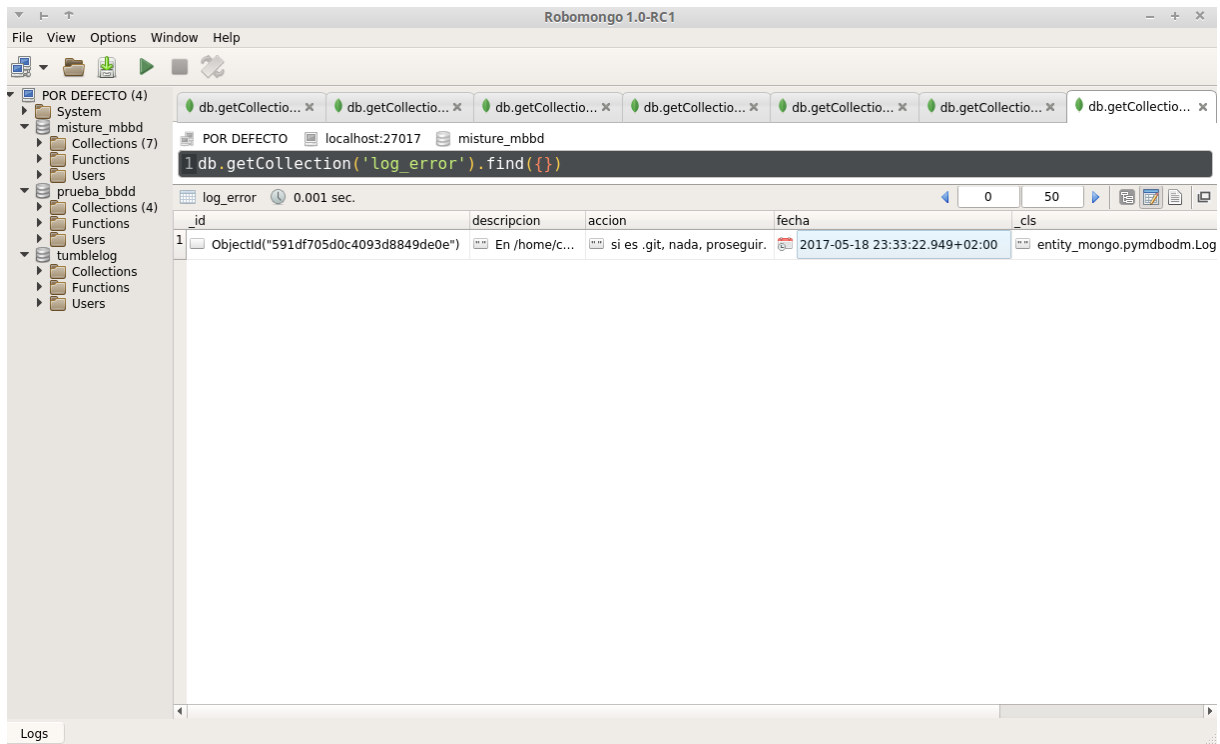 Robomongo 1.0-RC1
File View Options Window Help
POR DEFECTO (4)
System
misture_mbbd
Collections (7)
Functions
Users
prueba_bbdd
Collections (4)
Functions
Users
tumblelog
Collections
Functions
Users
db.getCollectio... db.getCollectio... db.getCollectio... db.getCollectio... db.getCollectio... db.getCollectio... db.getCollectio...
POR DEFECTO localhost:27017 misture_mbbd
1 db.getCollection('log_error').find({})
log_error 0.001 sec. 0 50
_id descripcion accion fecha _cls
1 ObjectId("591df705d0c4093d8849de0e") En /home/c... si es .git, nada, proseguir. 2017-05-18 23:33:22.949+02:00 entity_mongo.pymdbodm.Log
Logs